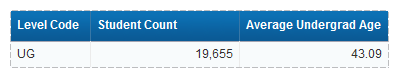 Level Code Student Count Average Undergrad Age
UG 19,655 43.09